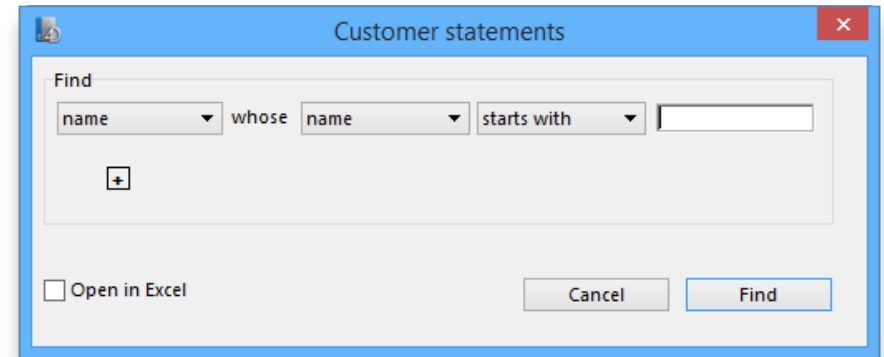 Customer statements
Find
name whose name starts with
+
Open in Excel
Cancel Find